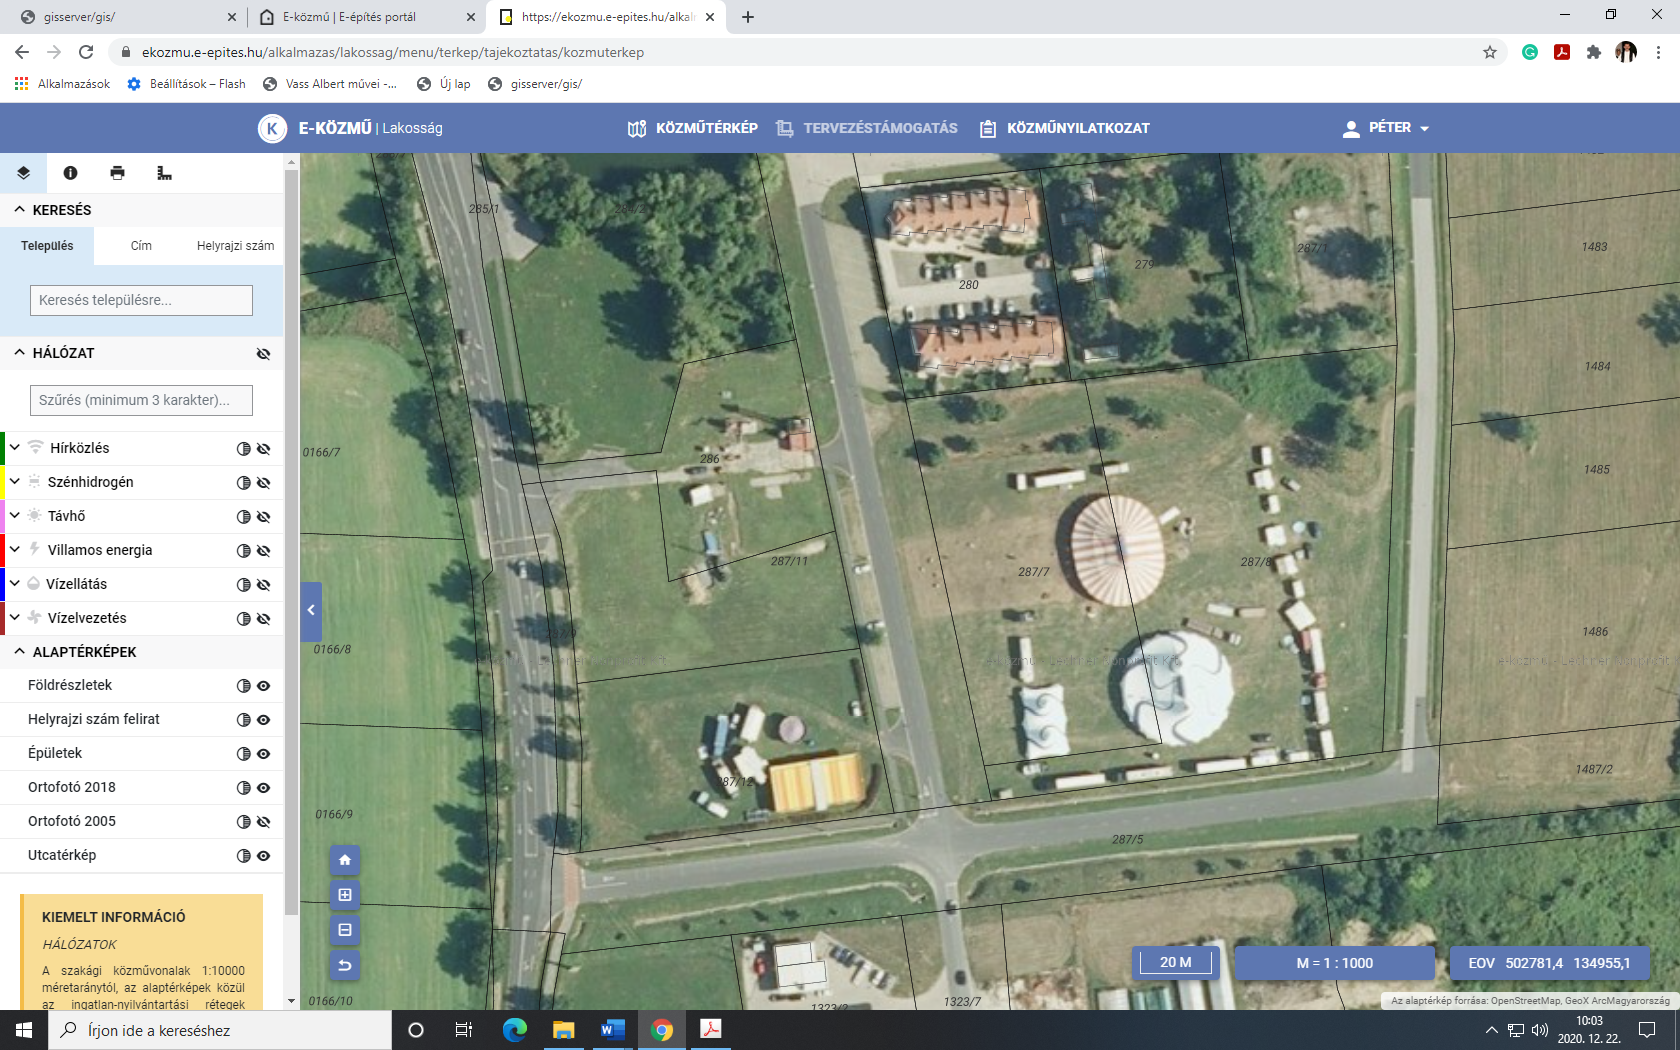 gisserver/gis/
E-közmű | E-építés portál
https://ekozmu.e-epites.hu/alkal
ekozmu.e-epites.hu/alkalmazas/lakossag/menu/terkep/tajekoztatas/kozmuterkep
Alkalmazások
Beállítások – Flash
Vass Albert művei -...
Új lap
gisserver/gis/
K
E-KÖZMŰ | Lakosság
KÖZMŰTÉRKÉP
TERVEZÉSTÁMOGATÁS
KÖZMŰNYILATKOZAT
PÉTER
KERESÉS
Település
Cím
Helyrajzi szám
Keresés településre...
HÁLÓZAT
Szűrés (minimum 3 karakter)...
Hírközlés
Szénhidrogén
Távhő
Villamos energia
Vízellátás
Vízelvezetés
ALAPTÉRKÉPEK
Földrészletek
Helyrajzi szám felirat
Épületek
Ortofotó 2018
Ortofotó 2005
Utcatérkép
KIEMELT INFORMÁCIÓ
HÁLÓZATOK
A szakági közművonalak 1:10000
méretaránytól, az alaptérképek közül
az ingatlan-nyilvántartási rétegek
285/1
284/2
280
279
287/1
1483
1484
1485
1486
1487/2
0166/7
286
287/11
287/7
287/8
0166/8
287/12
0166/9
287/5
0166/10
1323/2
1323/7
20 M
M = 1 : 1000
EOV 502781,4 134955,1
Az alaptérkép forrása: OpenStreetMap, GeoX ArcMagyarország
Írjon ide a kereséshez
10:03
2020. 12. 22.